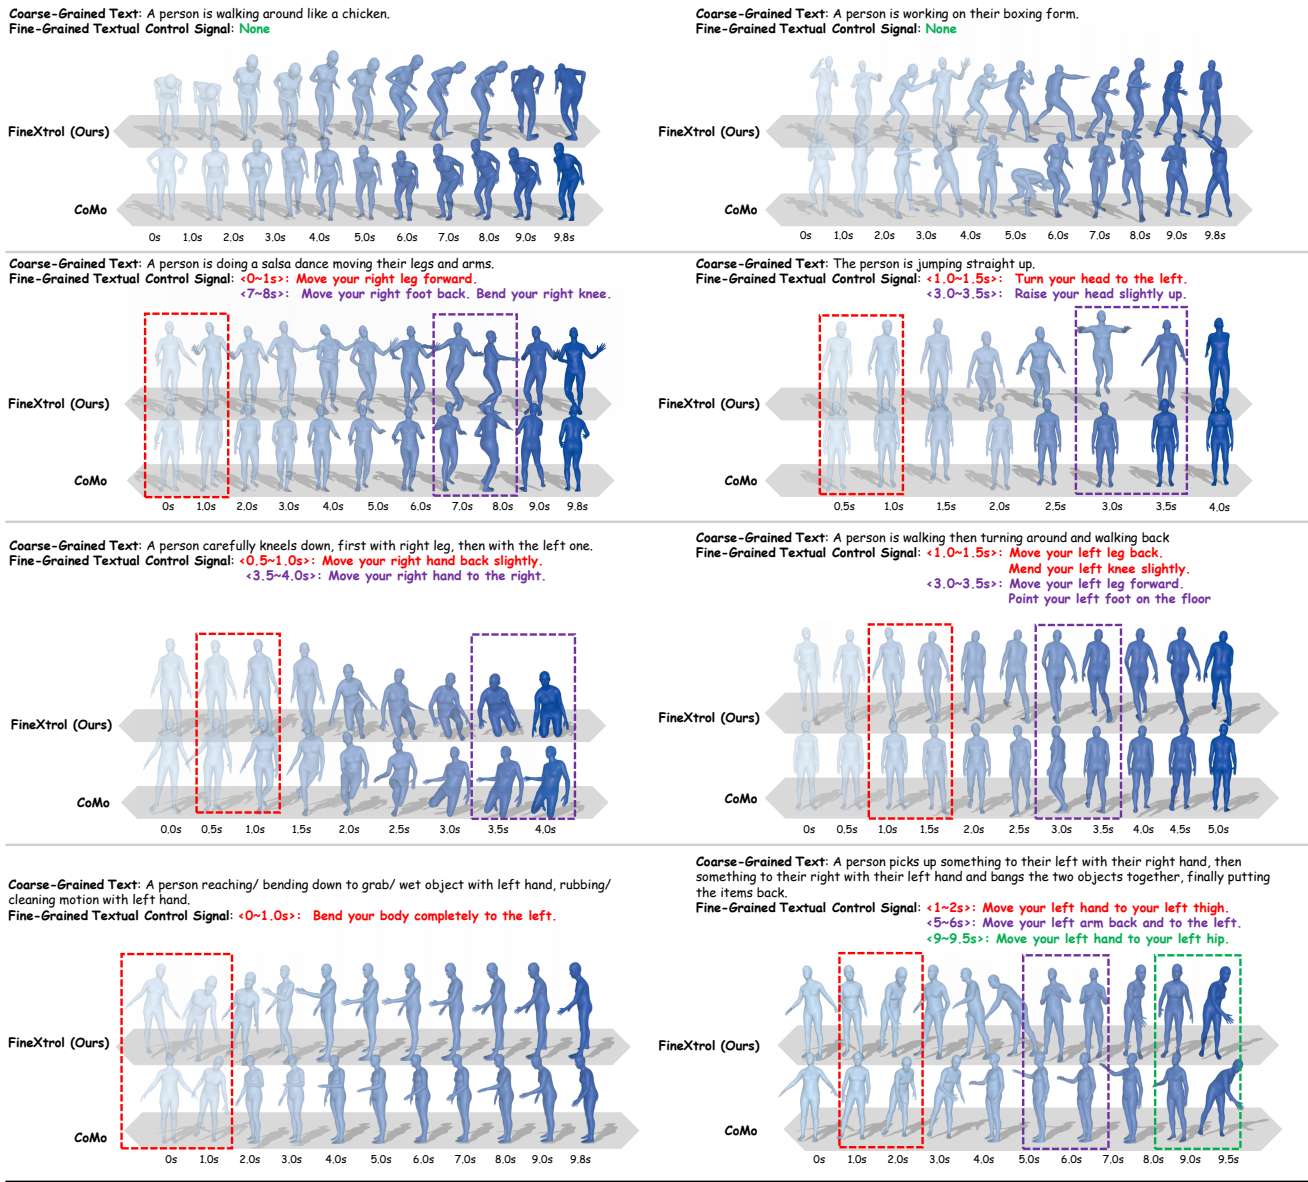 Coarse-Grained Text: A person is walking around like a chicken.
Fine-Grained Textual Control Signal: None
FineXtrol (Ours)
CoMo
0s 1.0s 2.0s 3.0s 4.0s 5.0s 6.0s 7.0s 8.0s 9.0s 9.8s
Coarse-Grained Text: A person is working on their boxing form.
Fine-Grained Textual Control Signal: None
FineXtrol (Ours)
CoMo
0s 1.0s 2.0s 3.0s 4.0s 5.0s 6.0s 7.0s 8.0s 9.0s 9.8s
Coarse-Grained Text: A person is doing a salsa dance moving their legs and arms.
Fine-Grained Textual Control Signal: <0~1s>: Move your right leg forward.
<7~8s>: Move your right foot back. Bend your right knee.
FineXtrol (Ours)
CoMo
0s 1.0s 2.0s 3.0s 4.0s 5.0s 6.0s 7.0s 8.0s 9.0s 9.8s
Coarse-Grained Text: The person is jumping straight up.
Fine-Grained Textual Control Signal: <1.0~1.5s>: Turn your head to the left.
<3.0~3.5s>: Raise your head slightly up.
FineXtrol (Ours)
CoMo
0.5s 1.0s 1.5s 2.0s 2.5s 3.0s 3.5s 4.0s
Coarse-Grained Text: A person carefully kneels down, first with right leg, then with the left one.
Fine-Grained Textual Control Signal: <0.5~1.0s>: Move your right hand back slightly.
<3.5~4.0s>: Move your right hand to the right.
FineXtrol (Ours)
CoMo
0.0s 0.5s 1.0s 1.5s 2.0s 2.5s 3.0s 3.5s 4.0s
Coarse-Grained Text: A person is walking then turning around and walking back
Fine-Grained Textual Control Signal: <1.0~1.5s>: Move your left leg back.
Mend your left knee slightly.
<3.0~3.5s>: Move your left leg forward.
Point your left foot on the floor
FineXtrol (Ours)
CoMo
0s 0.5s 1.0s 1.5s 2.0s 2.5s 3.0s 3.5s 4.0s 4.5s 5.0s
Coarse-Grained Text: A person reaching/ bending down to grab/ wet object with left hand, rubbing/
cleaning motion with left hand.
Fine-Grained Textual Control Signal: <0~1.0s>: Bend your body completely to the left.
FineXtrol (Ours)
CoMo
0s 1.0s 2.0s 3.0s 4.0s 5.0s 6.0s 7.0s 8.0s 9.0s 9.8s
Coarse-Grained Text: A person picks up something to their left with their right hand, then
something to their right with their left hand and bangs the two objects together, finally putting
the items back.
Fine-Grained Textual Control Signal: <1~2s>: Move your left hand to your left thigh.
<5~6s>: Move your left arm back and to the left.
<9~9.5s>: Move your left hand to your left hip.
FineXtrol (Ours)
CoMo
0s 1.0s 2.0s 3.0s 4.0s 5.0s 6.0s 7.0s 8.0s 9.0s 9.5s